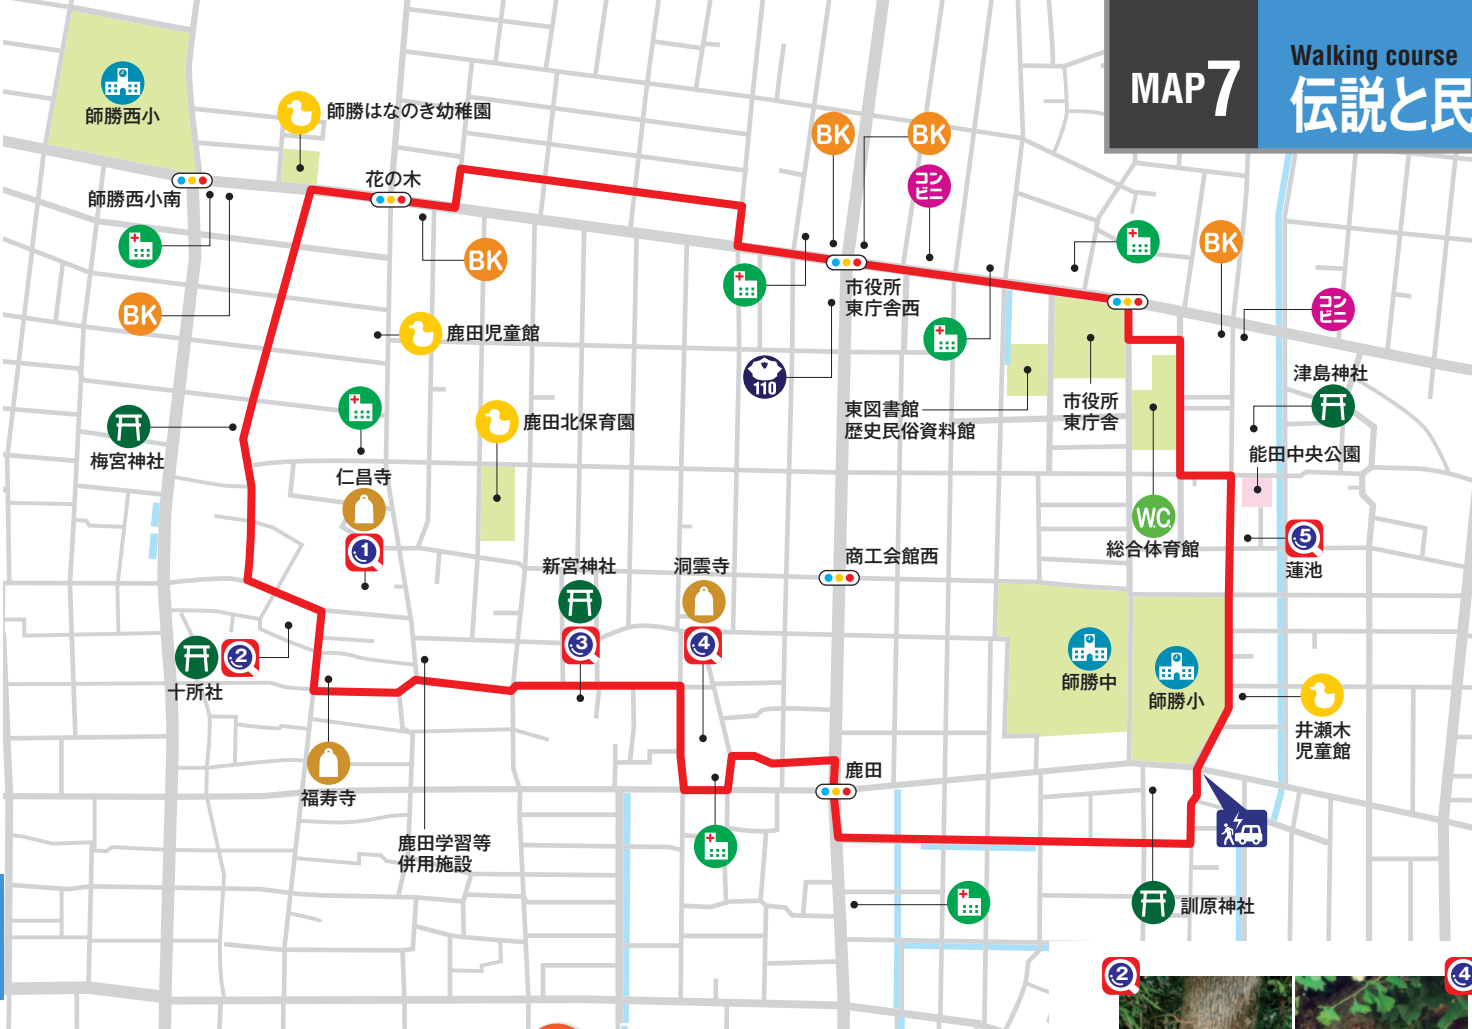 MAP7
Walking course
伝説と民
師勝西小
師勝はなのき幼稚園
BK
BK
コン
ビニ
花の木
師勝西小南
BK
BK
BK
市役所
東庁舎西
コン
ビニ
鹿田児童館
110
津島神社
東図書館
歴史民俗資料館
市役所
東庁舎
鹿田北保育園
梅宮神社
能田中央公園
仁昌寺
1
W.C.
総合体育館
5
蓮池
新宮神社
洞雲寺
商工会館西
3
4
2
十所社
師勝中
師勝小
井瀬木
児童館
福寿寺
鹿田
鹿田学習等
併用施設
訓原神社
2
4